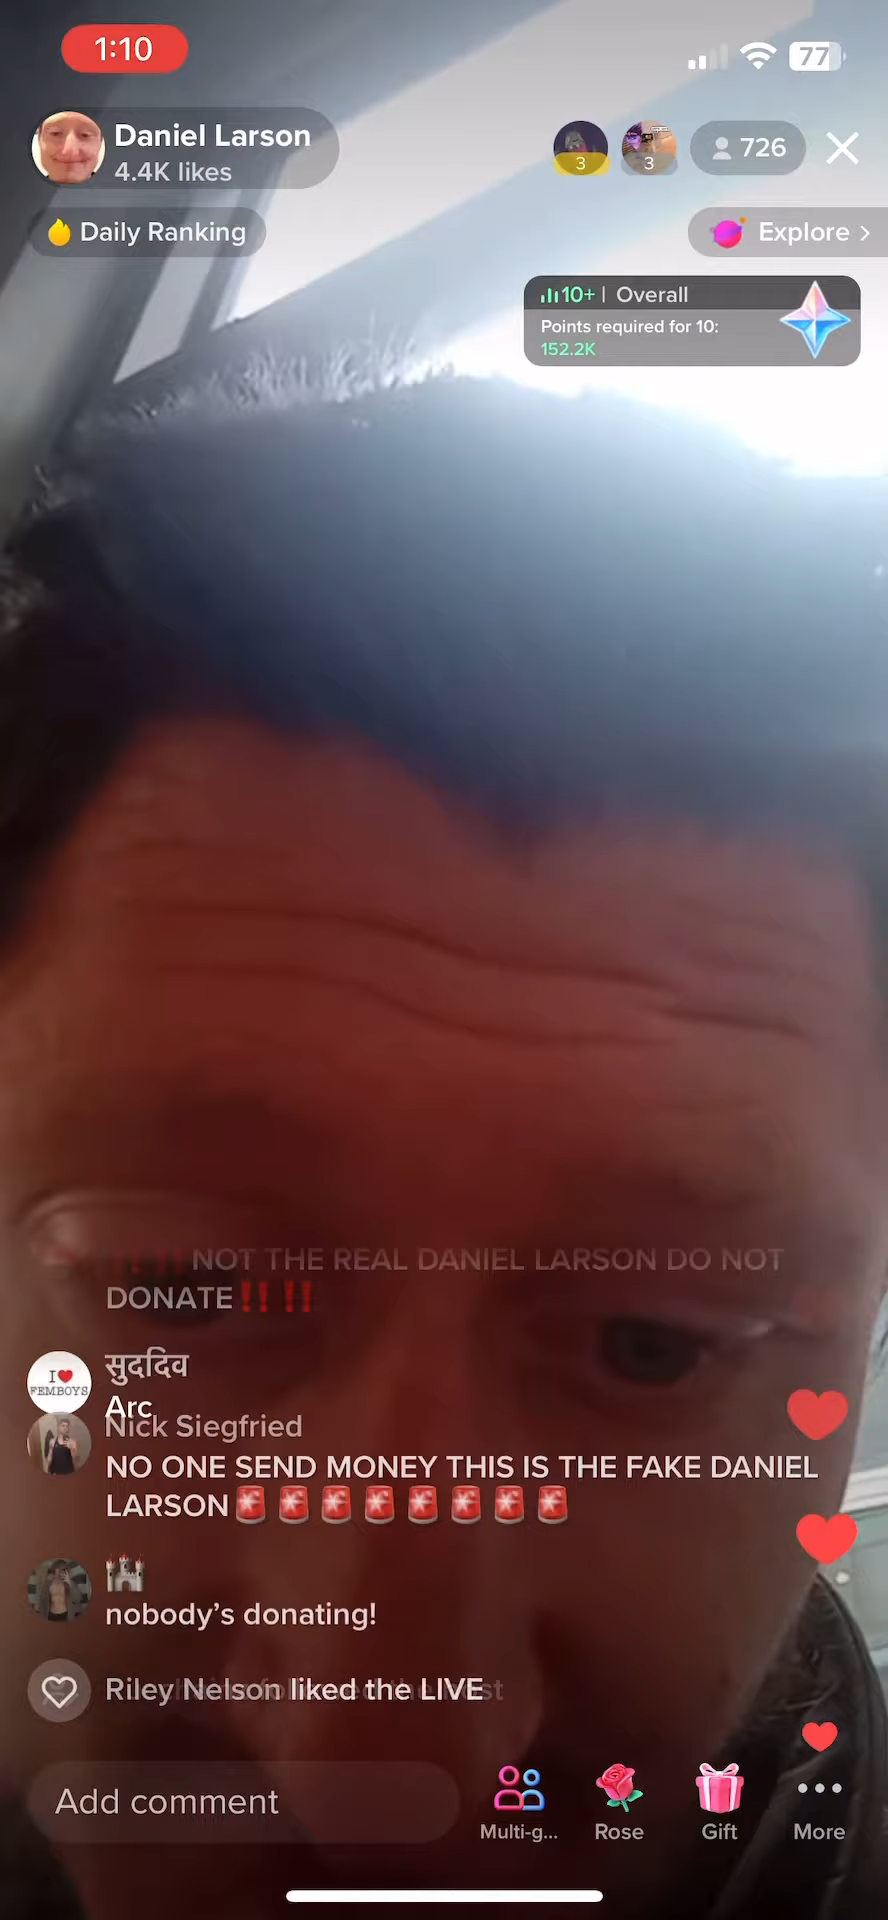 1:10
77
Daniel Larson
4.4K likes
3
3
726
Daily Ranking
Explore
10+ | Overall
Points required for 10:
152.2K
‼️‼️NOT THE REAL DANIEL LARSON DO NOT
DONATE‼️‼️
सुददिव
I❤️
FEMBOYS
Arc
Nick Siegfried
NO ONE SEND MONEY THIS IS THE FAKE DANIEL
LARSON🚨🚨🚨🚨🚨🚨🚨🚨
🏰
nobody’s donating!
Riley Nelson liked the LIVE
Add comment
Multi-g...
Rose
Gift
More